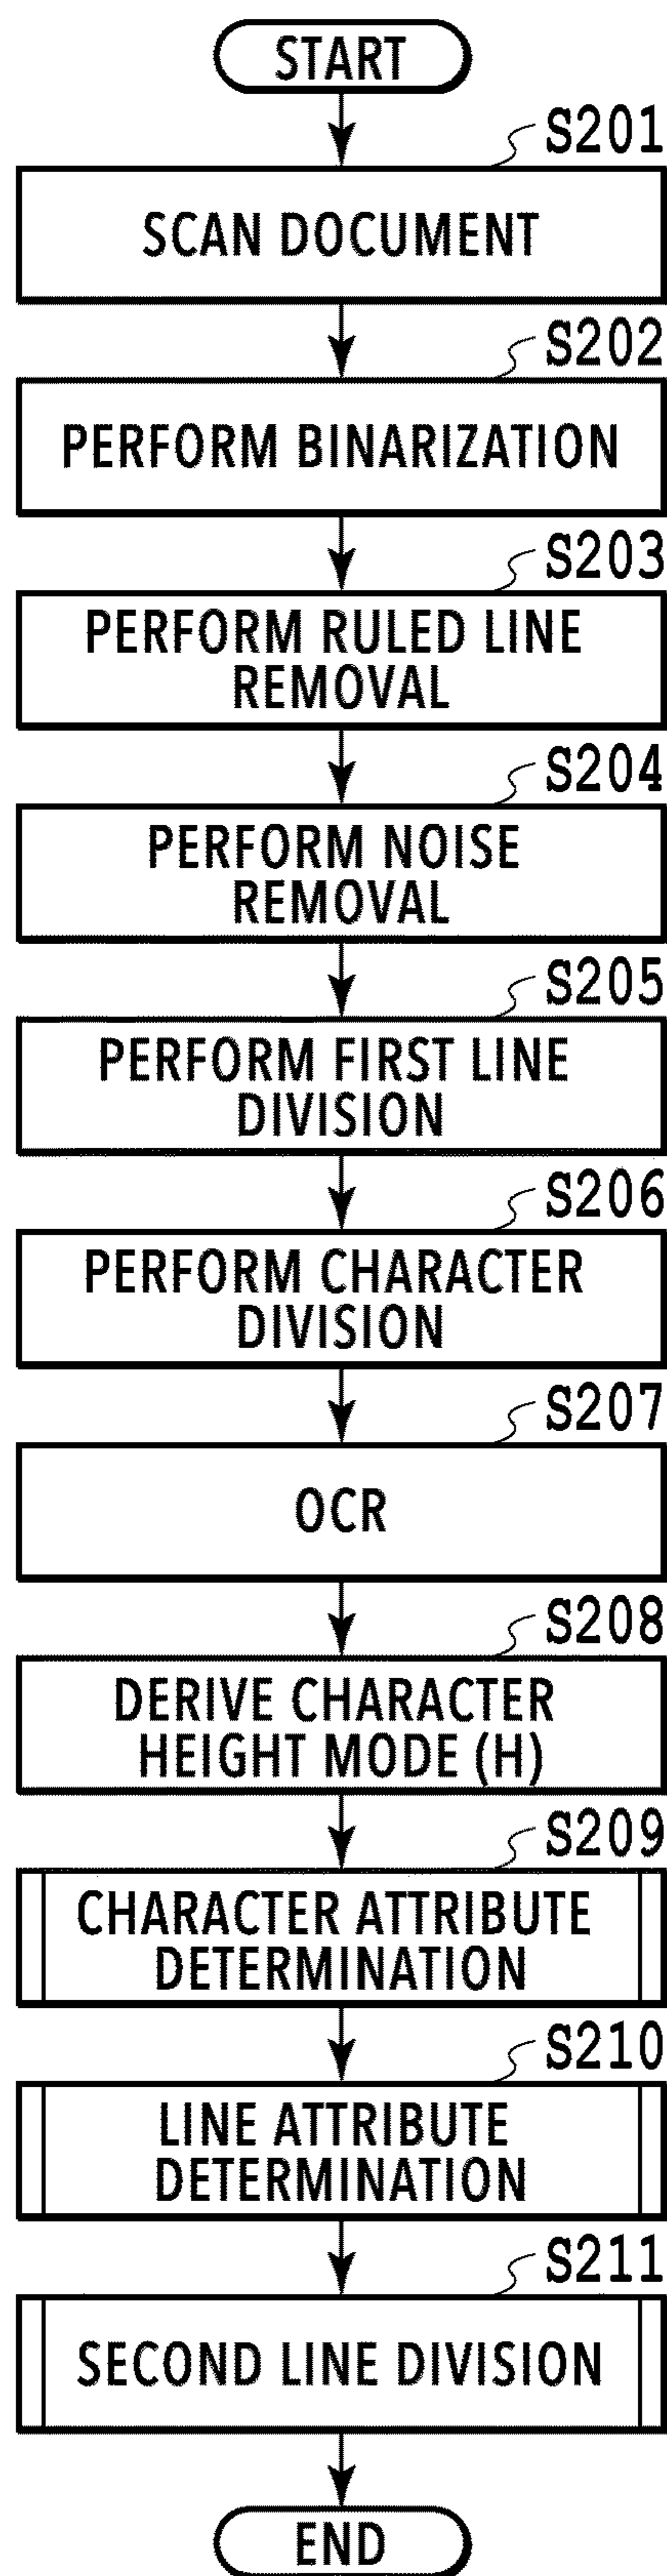 START
S201
SCAN DOCUMENT
S202
PERFORM BINARIZATION
S203
PERFORM RULED LINE
REMOVAL
S204
PERFORM NOISE
REMOVAL
S205
PERFORM FIRST LINE
DIVISION
S206
PERFORM CHARACTER
DIVISION
S207
OCR
S208
DERIVE CHARACTER
HEIGHT MODE (H)
S209
CHARACTER ATTRIBUTE
DETERMINATION
S210
LINE ATTRIBUTE
DETERMINATION
S211
SECOND LINE DIVISION
END